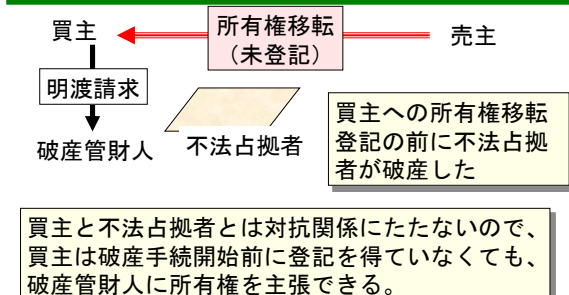 買主
所有権移転
(未登記)
売主
明渡請求
破産管財人
不法占拠者
買主への所有権移転
登記の前に不法占拠
者が破産した
買主と不法占拠者とは対抗関係にたたないので、
買主は破産手続開始前に登記を得ていなくても、
破産管財人に所有権を主張できる。